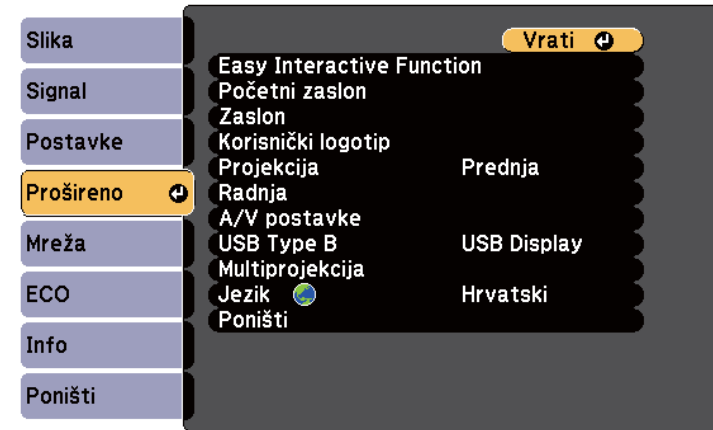 Slika
Signal
Postavke
Prošireno
Mreža
ECO
Info
Poništi
Vrati
Easy Interactive Function
Početni zaslon
Zaslon
Korisnički logotip
Projekcija Prednja
Radnja
A/V postavke
USB Type B USB Display
Multiprojekcija
Jezik Hrvatski
Poništi